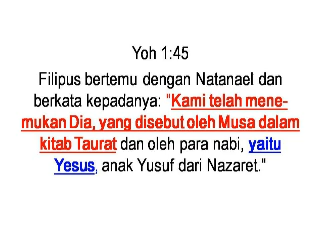 Yoh 1:45
Filipus bertemu dengan Natanael dan
berkata kepadanya: "Kami telah mene-
mukan Dia, yang disebut oleh Musa dalam
kitab Taurat dan oleh para nabi, yaitu
Yesus, anak Yusuf dari Nazaret."